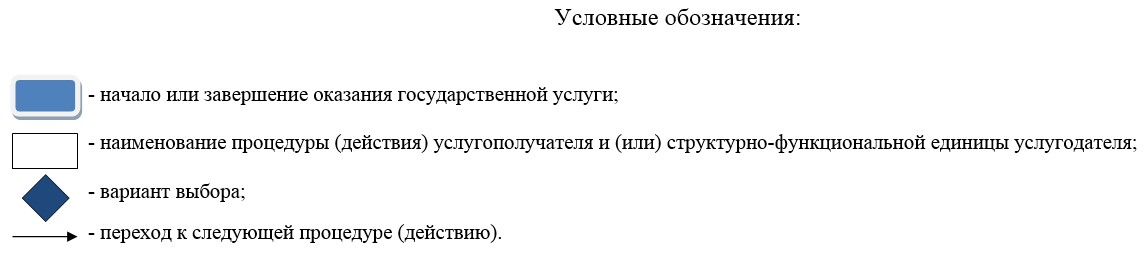 Условные обозначения:
- начало или завершение оказания государственной услуги;
- наименование процедуры (действия) услугополучателя и (или) структурно-функциональной единицы услугодателя;
- вариант выбора;
- переход к следующей процедуре (действию).